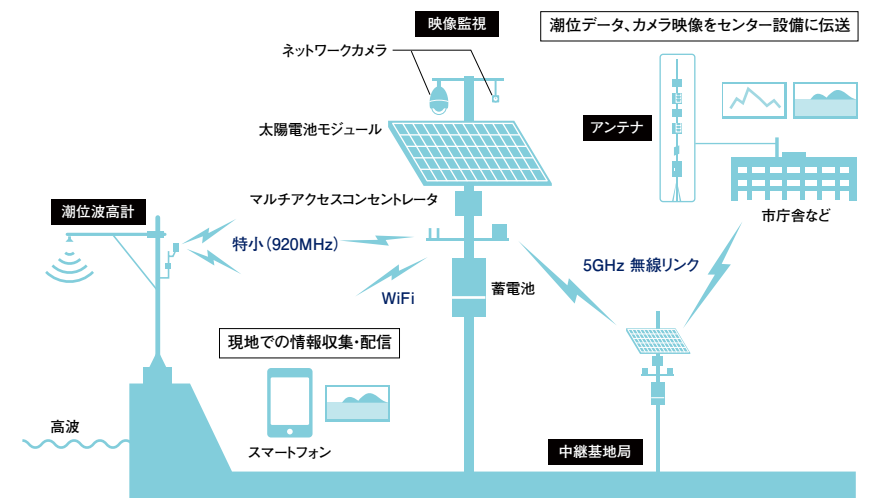 映像監視
潮位データ、カメラ映像をセンター設備に伝送
ネットワークカメラ
太陽電池モジュール
アンテナ
マルチアクセスコンセントレータ
潮位波高計
市庁舎など
特小（920MHz）
5GHz 無線リンク
WiFi
蓄電池
現地での情報収集・配信
高波
スマートフォン
中継基地局